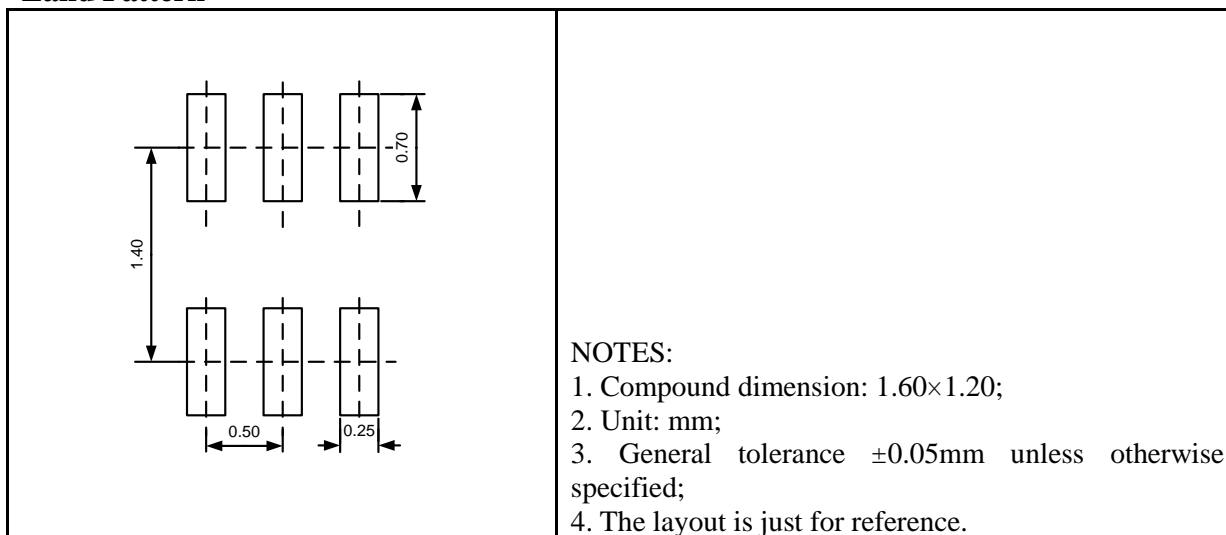 Land Pattern
0.70
1.40
0.50
0.25
NOTES:
1. Compound dimension: 1.60×1.20;
2. Unit: mm;
3. General tolerance ±0.05mm unless otherwise
specified;
4. The layout is just for reference.